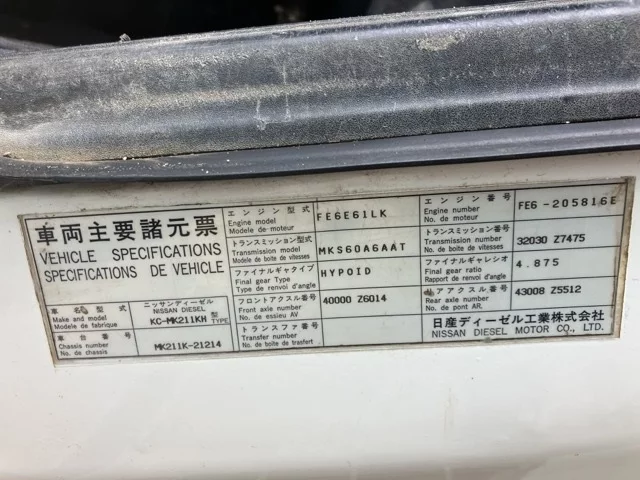 車両主要諸元票
VEHICLE SPECIFICATIONS
SPECIFICATIONS DE VEHICLE
車名型式
Make and model
Modele de fabrique
ニッサンディーゼル
NISSAN DIESEL
KC-MK211KH 型
TYPE
車台番号
Chassis number
No. de chassis
MK211K-21214
エンジン型式
Engine model
Modele de moteur
FE6E61LK
トランスミッション型式
Transmission model
Modele de boite de vitesses
MKS60A6AAT
ファイナルギヤタイプ
Final gear Type
Type de renvoi d'angle
HYPOID
フロントアクスル番号
Front axle number
No. de essieu AV
40000 Z6014
トランスファ番号
No. de boite de trasfert
エンジン番号
Engine number
Numero de moteur
FE6-205816E
トランスミッション番号
Transmission number
No. de boite de vitesses
32030 Z7475
ファイナルギャレシオ
Final gear ratio
Rapport de renvoi d'angle
4.875
リヤアクスル番号
Rear axle number
No. de pont AR.
43008 Z5512
日産ディーゼル工業株式会社
NISSAN DIESEL MOTOR CO., LTD.